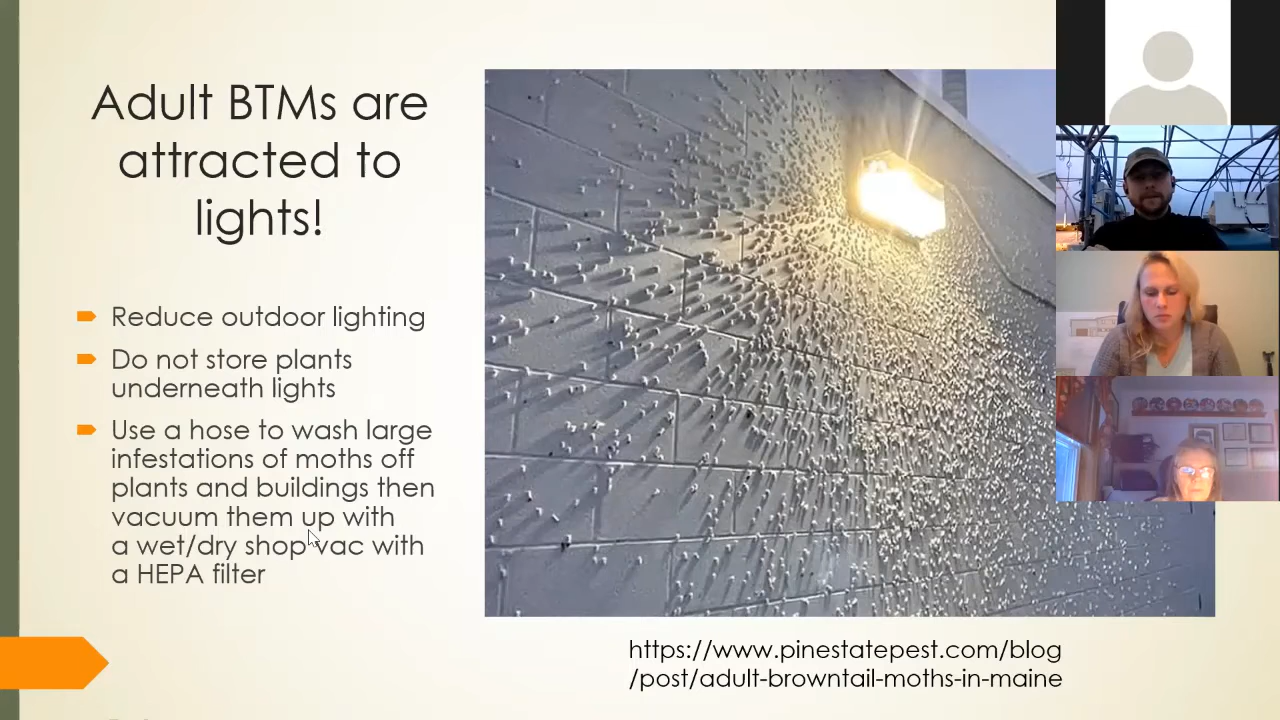 Adult BTMs are
attracted to
lights!
Reduce outdoor lighting
Do not store plants
underneath lights
Use a hose to wash large
infestations of moths off
plants and buildings then
vacuum them up with
a wet/dry shop vac with
a HEPA filter
https://www.pinestatepest.com/blog
/post/adult-browntail-moths-in-maine